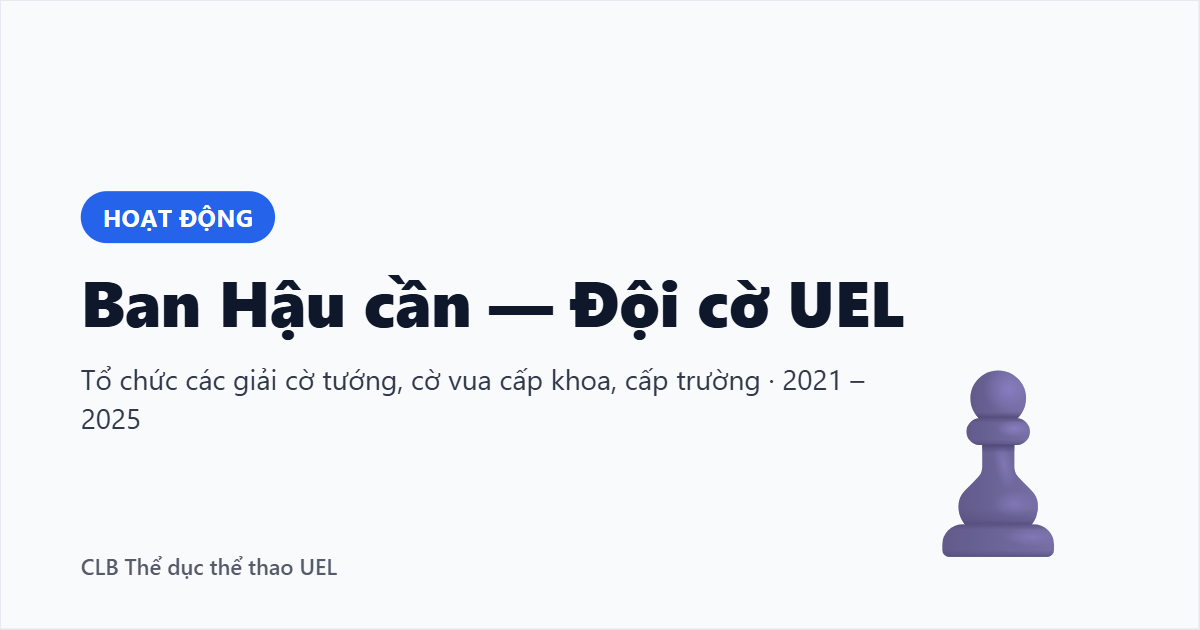 HOẠT ĐỘNG
Ban Hậu cần — Đội cờ UEL
Tổ chức các giải cờ tướng, cờ vua cấp khoa, cấp trường · 2021 –
2025
CLB Thể dục thể thao UEL